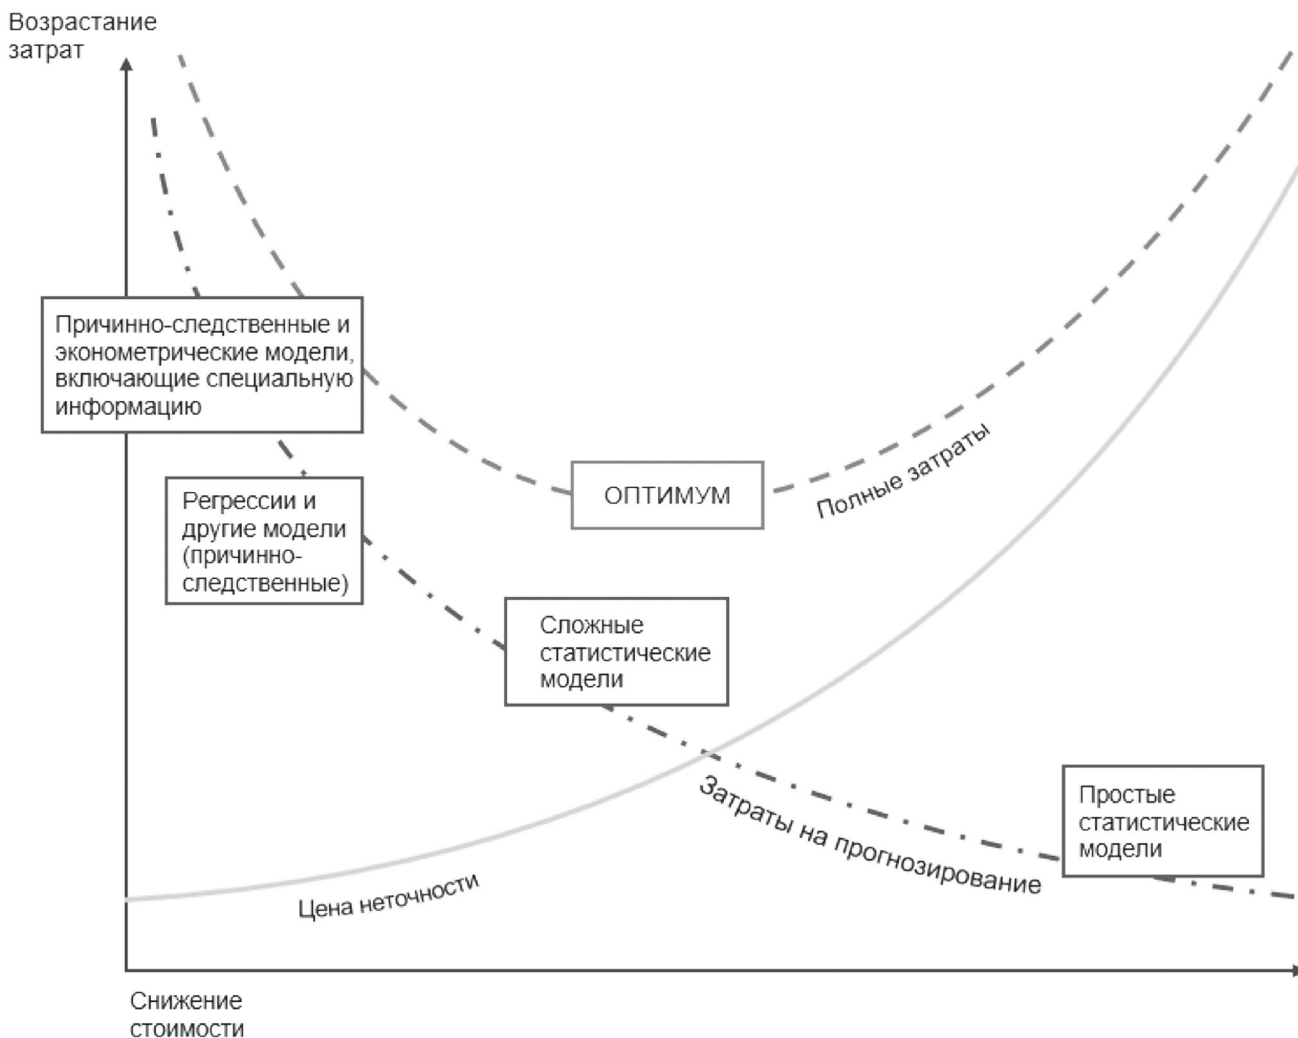 Возрастание
затрат
Причинно-следственные и
эконометрические модели,
включающие специальную
информацию
Регрессии и
другие модели
(причинно-
следственные)
ОПТИМУМ
Полные затраты
Сложные
статистические
модели
Затраты на прогнозирование
Простые
статистические
модели
Цена неточности
Снижение
стоимости